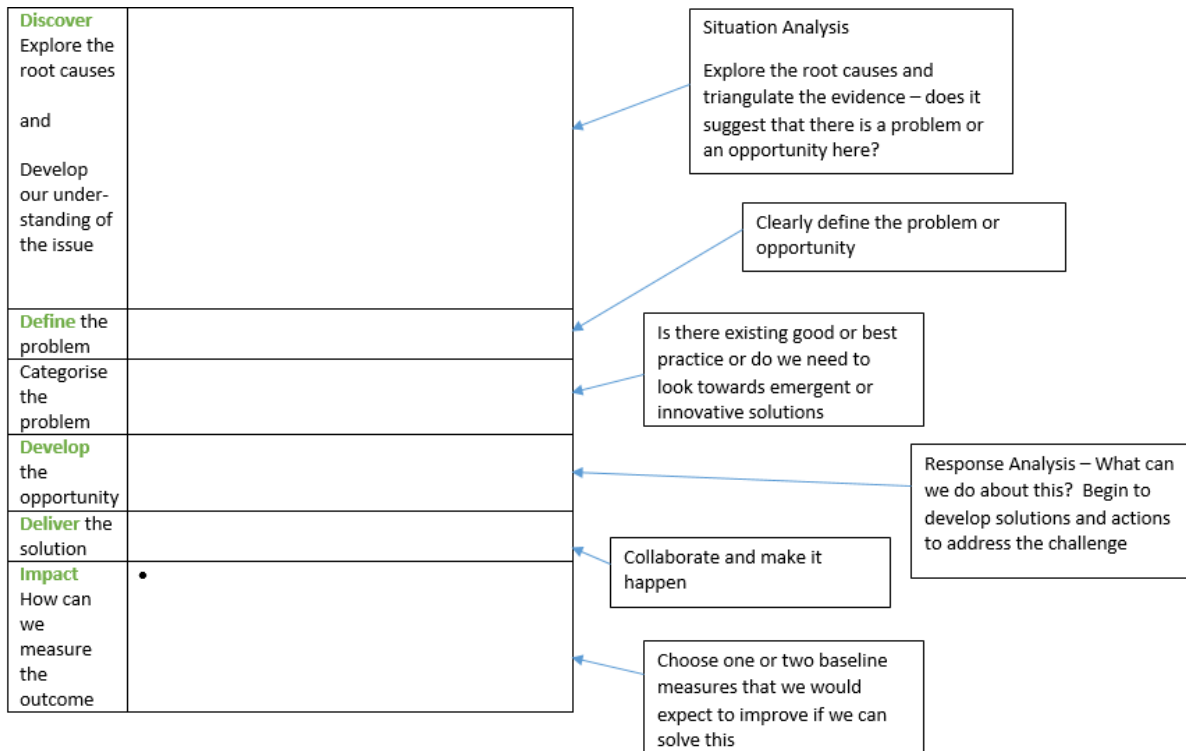 Discover
Explore the
root causes
and
Develop
our under-
standing of
the issue
Situation Analysis
Explore the root causes and
triangulate the evidence – does it
suggest that there is a problem or
an opportunity here?
Define the
problem
Clearly define the problem or
opportunity
Categorise
the
problem
Is there existing good or best
practice or do we need to
look towards emergent or
innovative solutions
Develop
the
opportunity
Response Analysis – What can
we do about this?  Begin to
develop solutions and actions
to address the challenge
Deliver the
solution
Collaborate and make it
happen
Impact
How can
we
measure
the
outcome
•
Choose one or two baseline
measures that we would
expect to improve if we can
solve this